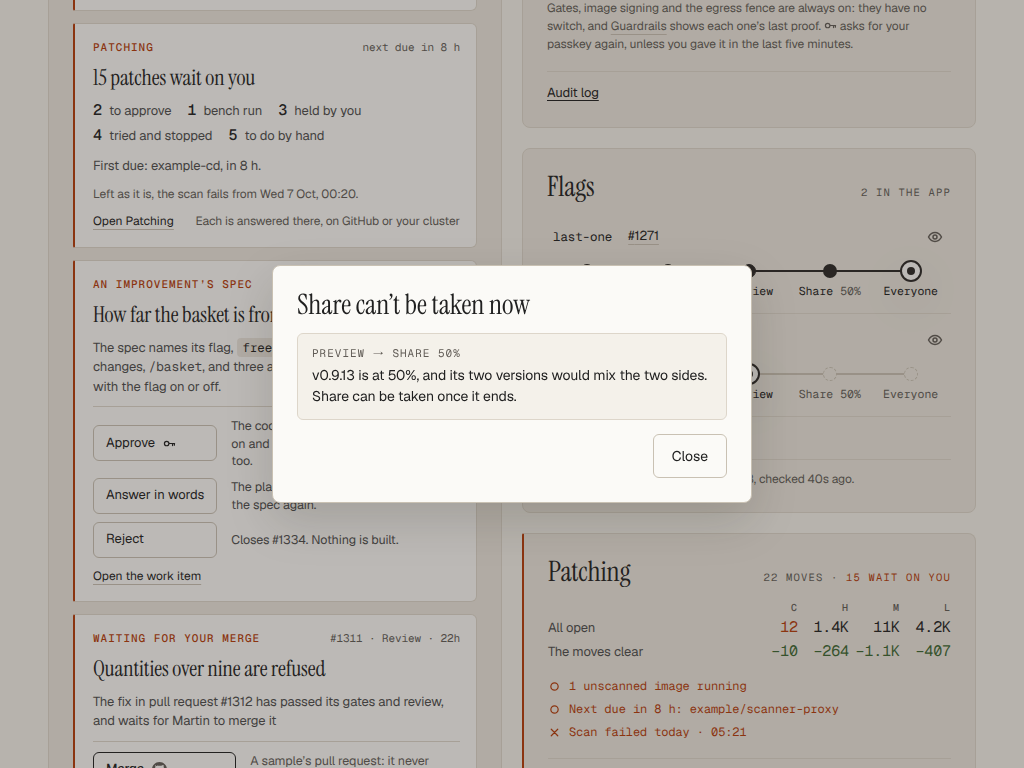 PATCHING
next due in 8 h
15 patches wait on you
2 to approve 1 bench run 3 held by you
4 tried and stopped 5 to do by hand
First due: example-cd, in 8 h.
Left as it is, the scan fails from Wed 7 Oct, 00:20.
Open Patching
Each is answered there, on GitHub or your cluster
AN IMPROVEMENT'S SPEC
How far the basket is
The spec names its flag, free
changes, /basket, and three a
with the flag on or off.
Approve
on and
too.
Answer in words
The pla
the spec again.
Reject
Closes #1334. Nothing is built.
Open the work item
WAITING FOR YOUR MERGE
#1311 · Review · 22h
Quantities over nine are refused
The fix in pull request #1312 has passed its gates and review,
and waits for Martin to merge it
Merge
A sample's pull request: it never
Share can't be taken now
PREVIEW → SHARE 50%
v0.9.13 is at 50%, and its two versions would mix the two sides.
Share can be taken once it ends.
Close
Gates, image signing and the egress fence are always on: they have no
switch, and Guardrails shows each one's last proof. asks for your
passkey again, unless you gave it in the last five minutes.
Audit log
Flags
2 IN THE APP
last-one #1271
iew Share 50% Everyone
iew Share 50% Everyone
, checked 40s ago.
Patching
22 MOVES · 15 WAIT ON YOU
C H M L
All open 12 1.4K 11K 4.2K
The moves clear −10 −264 −1.1K −407
1 unscanned image running
Next due in 8 h: example/scanner-proxy
Scan failed today · 05:21